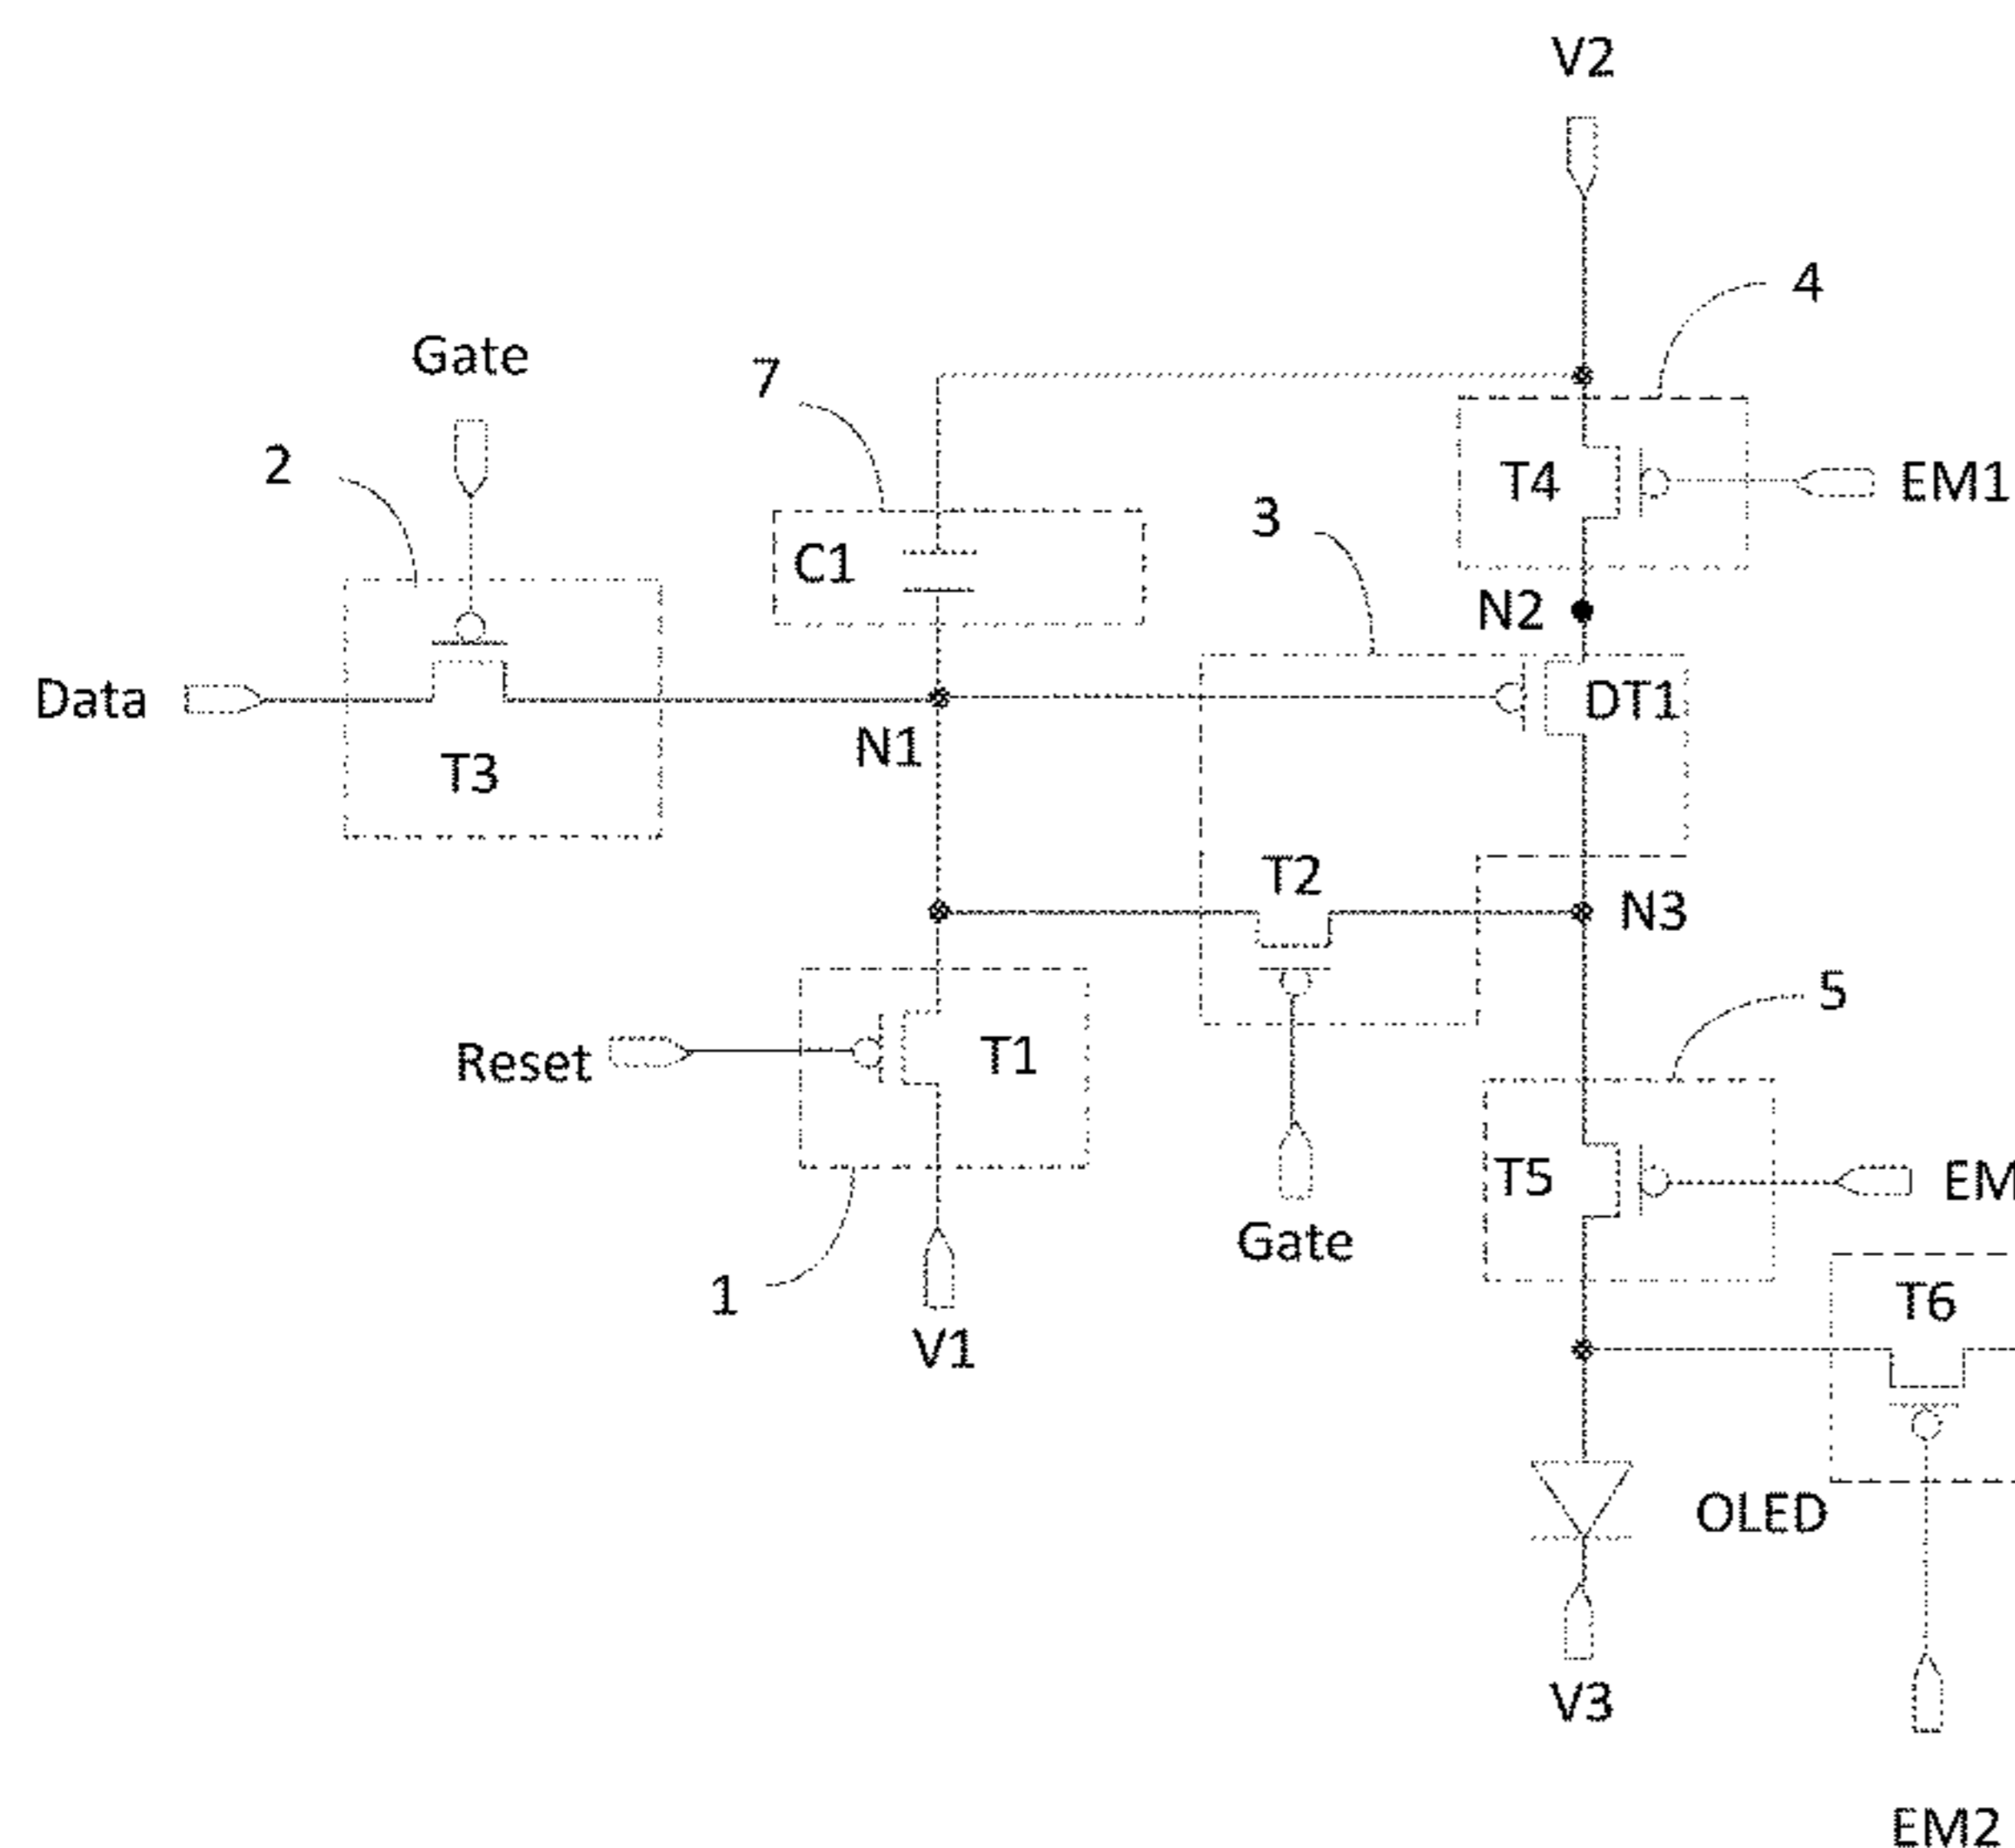 V2
4
Gate
7
2
T4
EM1
3
C1
N2
Data
DT1
N1
T3
T2
N3
5
Reset
T1
T5
EM
Gate
1
T6
V1
OLED
V3
EM2